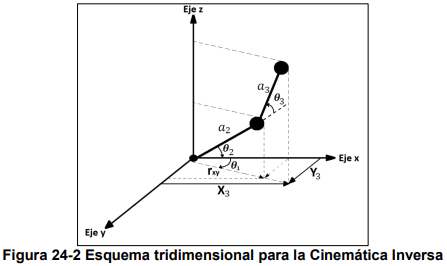 Eje z
a₃
θ₃
a₂
θ₂
Eje x
θ₁
rxy
Y₃
X₃
Eje y
Figura 24-2 Esquema tridimensional para la Cinemática Inversa